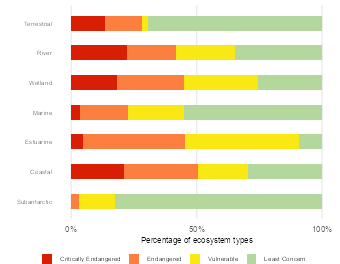 Terrestrial
River
Wetland
Marine
Estuarine
Coastal
Subantarctic
0% 50% 100%
Percentage of ecosystem types
Critically Endangered Endangered Vulnerable Least Concern